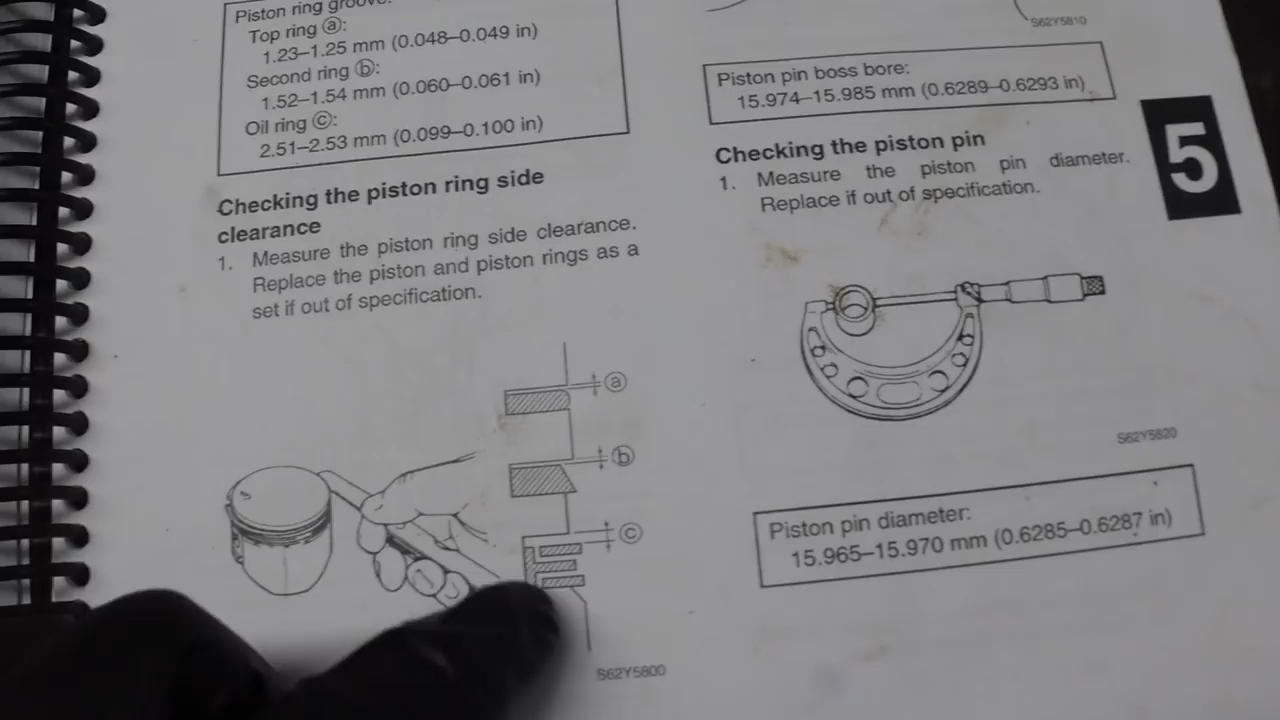 Piston ring groove:
Top ring ⓐ:
1.23–1.25 mm (0.048–0.049 in)
Second ring ⓑ:
1.52–1.54 mm (0.060–0.061 in)
Oil ring ⓒ:
2.51–2.53 mm (0.099–0.100 in)
Checking the piston ring side
clearance
1. Measure the piston ring side clearance.
Replace the piston and piston rings as a
set if out of specification.
ⓐ
ⓑ
ⓒ
S62Y5800
S62Y5810
Piston pin boss bore:
15.974–15.985 mm (0.6289–0.6293 in)
Checking the piston pin
1. Measure the piston pin diameter.
Replace if out of specification.
S62Y5820
Piston pin diameter:
15.965–15.970 mm (0.6285–0.6287 in)
5